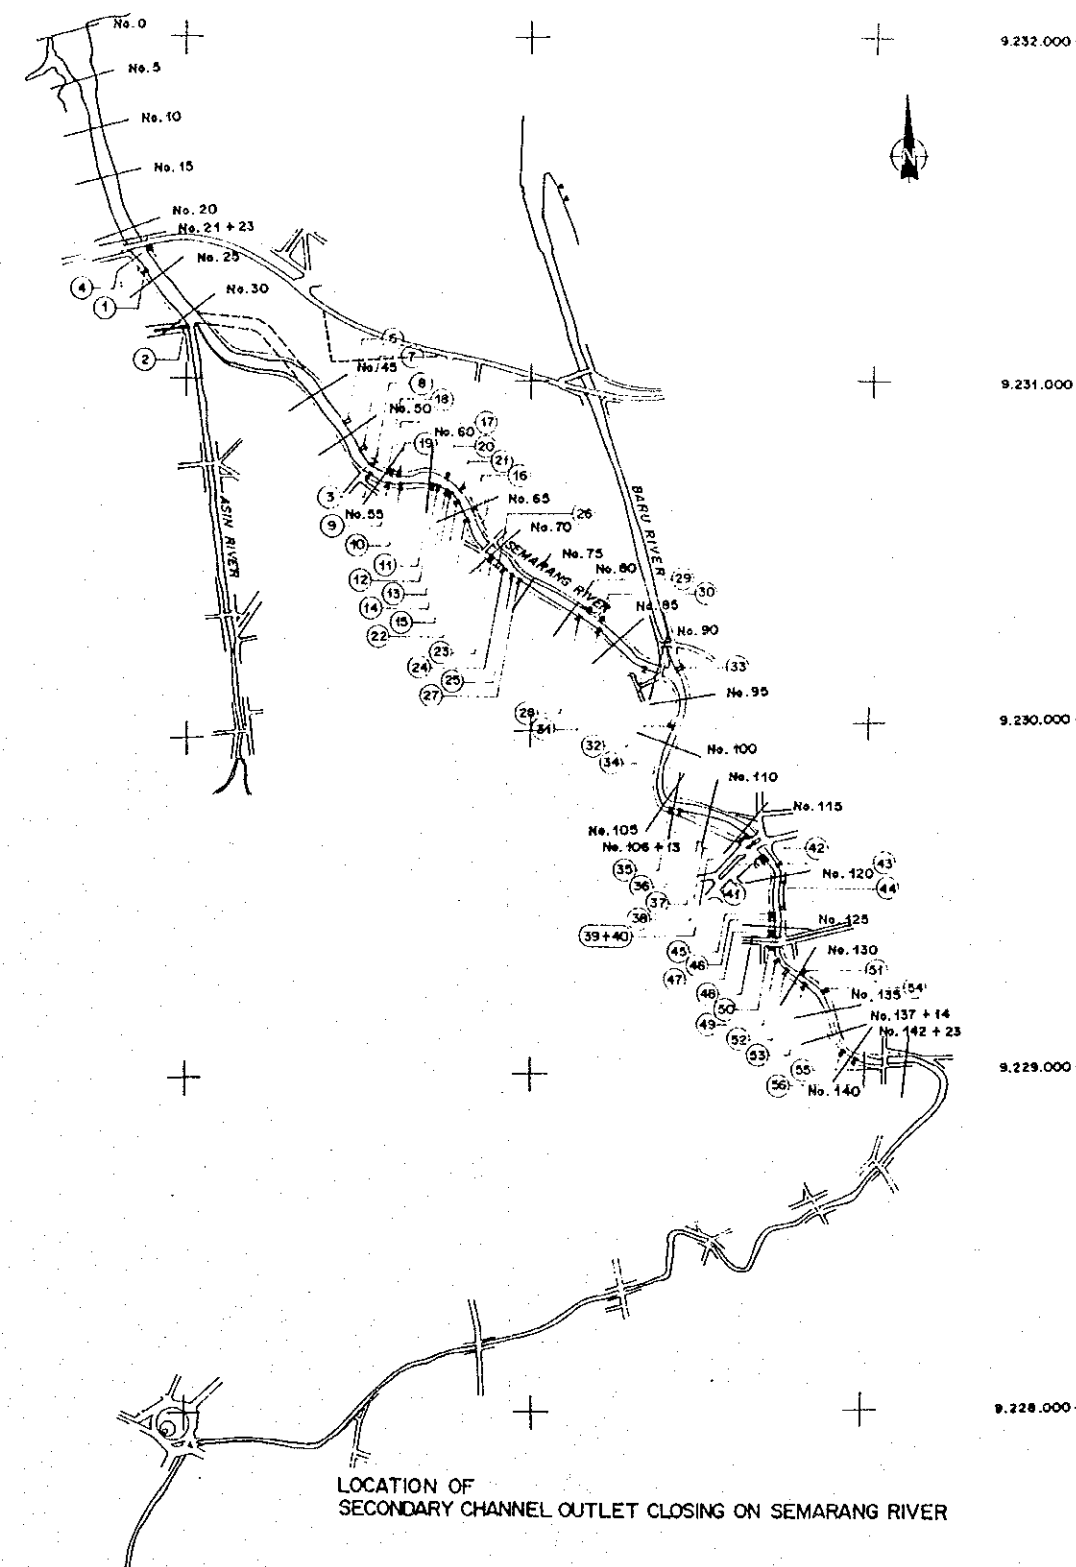 No. 0
9.232.000
No. 5
No. 10
N
No. 15
No. 20
No. 21 + 23
No. 25
4
No. 30
1
2
6
7
No. 45
9.231.000
8
18
No. 50
17
No. 60
19
20
21
16
3
No. 65
No. 55
26
9
No. 70
BARU RIVER
ASIN RIVER
10
SEMARANG RIVER
No. 75
11
No. 80
12
29
13
30
14
No. 85
15
22
No. 90
23
24
33
25
27
No. 95
28
31
9.230.000
32
No. 100
34
No. 110
No. 115
No. 105
No. 106 + 13
42
35
43
No. 120
36
44
41
37
38
No. 125
39+40
45
No. 130
46
51
47
54
48
No. 135
50
No. 137 + 14
49
No. 142 + 23
52
53
9.229.000
55
56
No. 140
9.228.000
LOCATION OF
SECONDARY CHANNEL OUTLET CLOSING ON SEMARANG RIVER